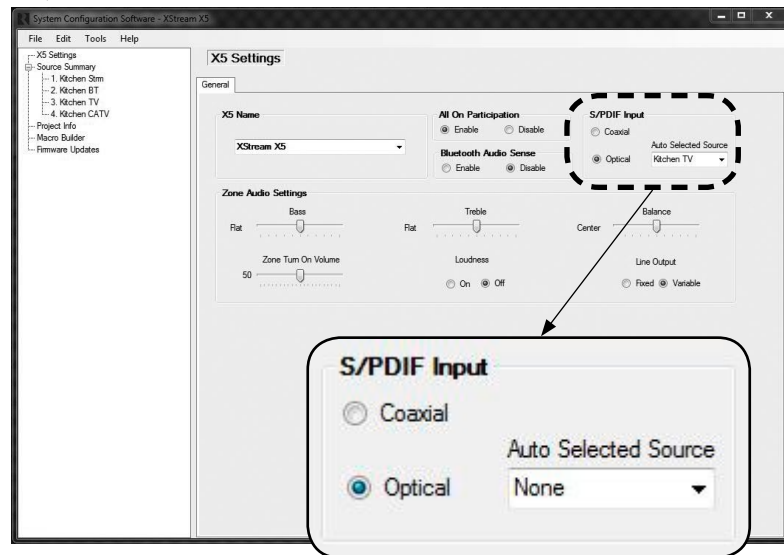 System Configuration Software - XStream X5
File Edit Tools Help
X5 Settings
Source Summary
1. Kitchen Strm
2. Kitchen BT
3. Kitchen TV
4. Kitchen CATV
Project Info
Macro Builder
Firmware Updates
X5 Settings
General
X5 Name
XStream X5
All On Participation
Enable Disable
Bluetooth Audio Sense
Enable Disable
S/PDIF Input
Coaxial
Auto Selected Source
Optical Kitchen TV
Zone Audio Settings
Bass Treble Balance
Flat Flat Center
Zone Turn On Volume Loudness Line Output
50 On Off Fixed Variable
S/PDIF Input
Coaxial
Auto Selected Source
Optical None